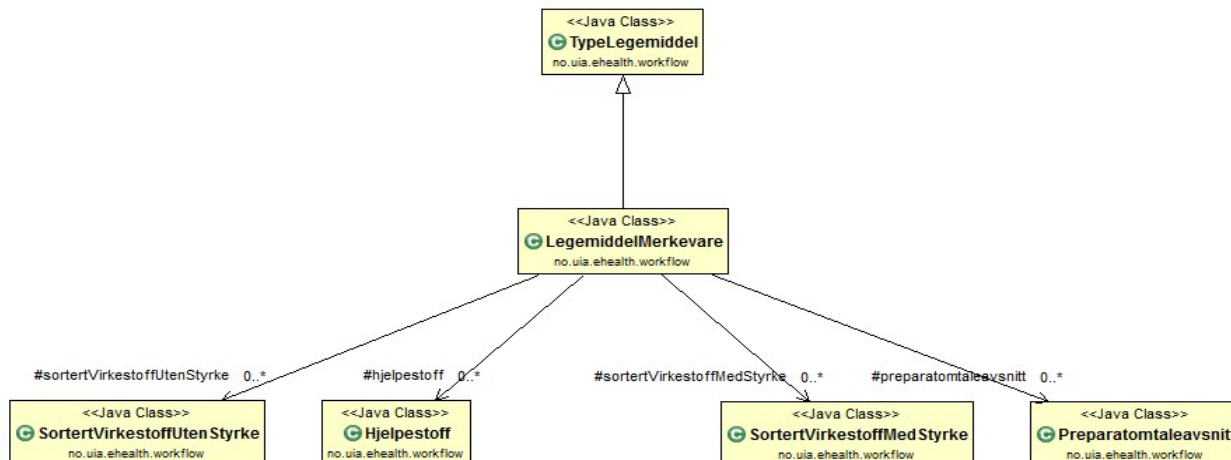 <<Java Class>>
TypeLegemiddel
no.uia.ehealth.workflow
<<Java Class>>
LegemiddelMerkevare
no.uia.ehealth.workflow
#sortertVirkestoffUtenStyrke 0..*
#hjelpestoff 0..*
#sortertVirkestoffMedStyrke 0..*
#preparatomtaleavsnitt 0..*
<<Java Class>>
SortertVirkestoffUtenStyrke
no.uia.ehealth.workflow
<<Java Class>>
Hjelpestoff
no.uia.ehealth.workflow
<<Java Class>>
SortertVirkestoffMedStyrke
no.uia.ehealth.workflow
<<Java Class>>
Preparatomtaleavsnitt
no.uia.ehealth.workflow